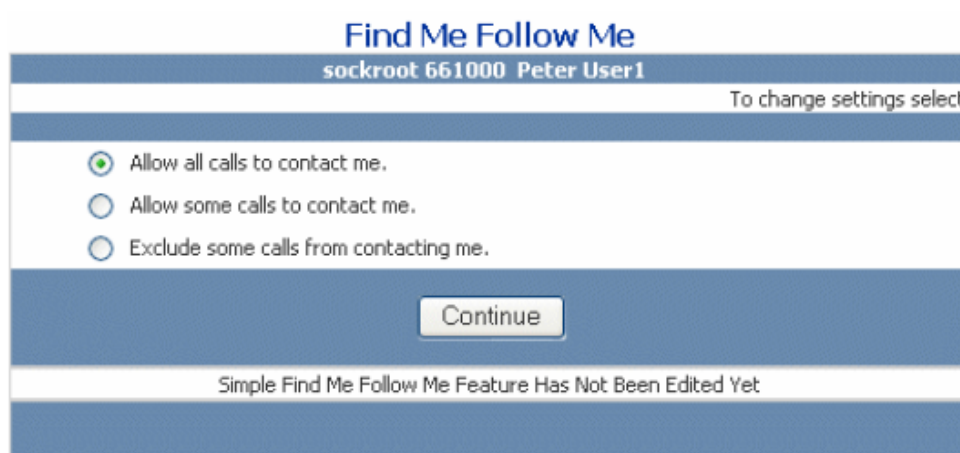 Find Me Follow Me
sockroot 661000 Peter User1
To change settings select
Allow all calls to contact me.
Allow some calls to contact me.
Exclude some calls from contacting me.
Continue
Simple Find Me Follow Me Feature Has Not Been Edited Yet